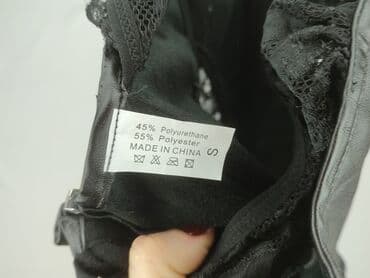 45% Polyurethane
55% Polyester
MADE IN CHINA
S